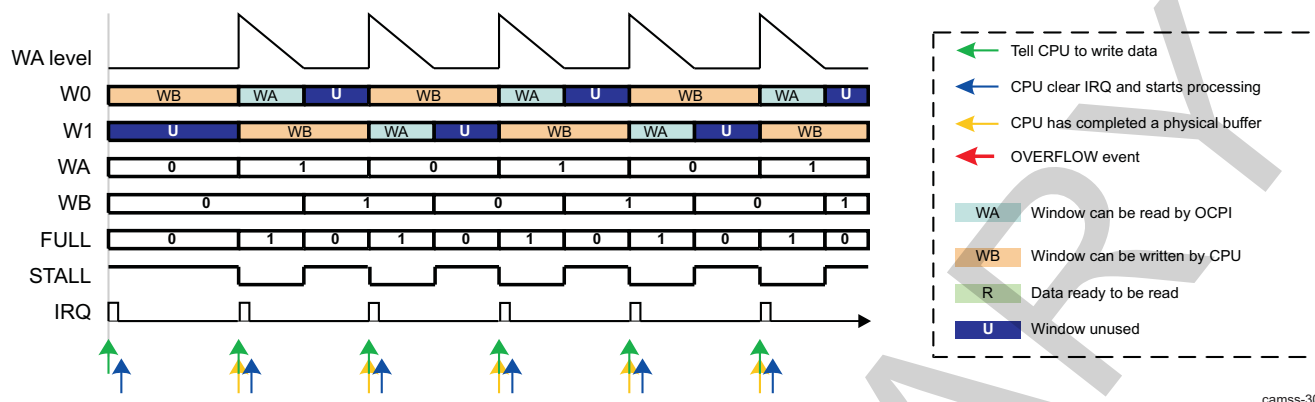 WA level
W0 WB WA U WB WA U WB WA U
W1 U WB WA U WB WA U WB
WA 0 1 0 1 0 1
WB 0 1 0 1 0 1
FULL 0 1 0 1 0 1 0 1 0 1 0
STALL
IRQ
Tell CPU to write data
CPU clear IRQ and starts processing
CPU has completed a physical buffer
OVERFLOW event
WA Window can be read by OCPI
WB Window can be written by CPU
R Data ready to be read
U Window unused